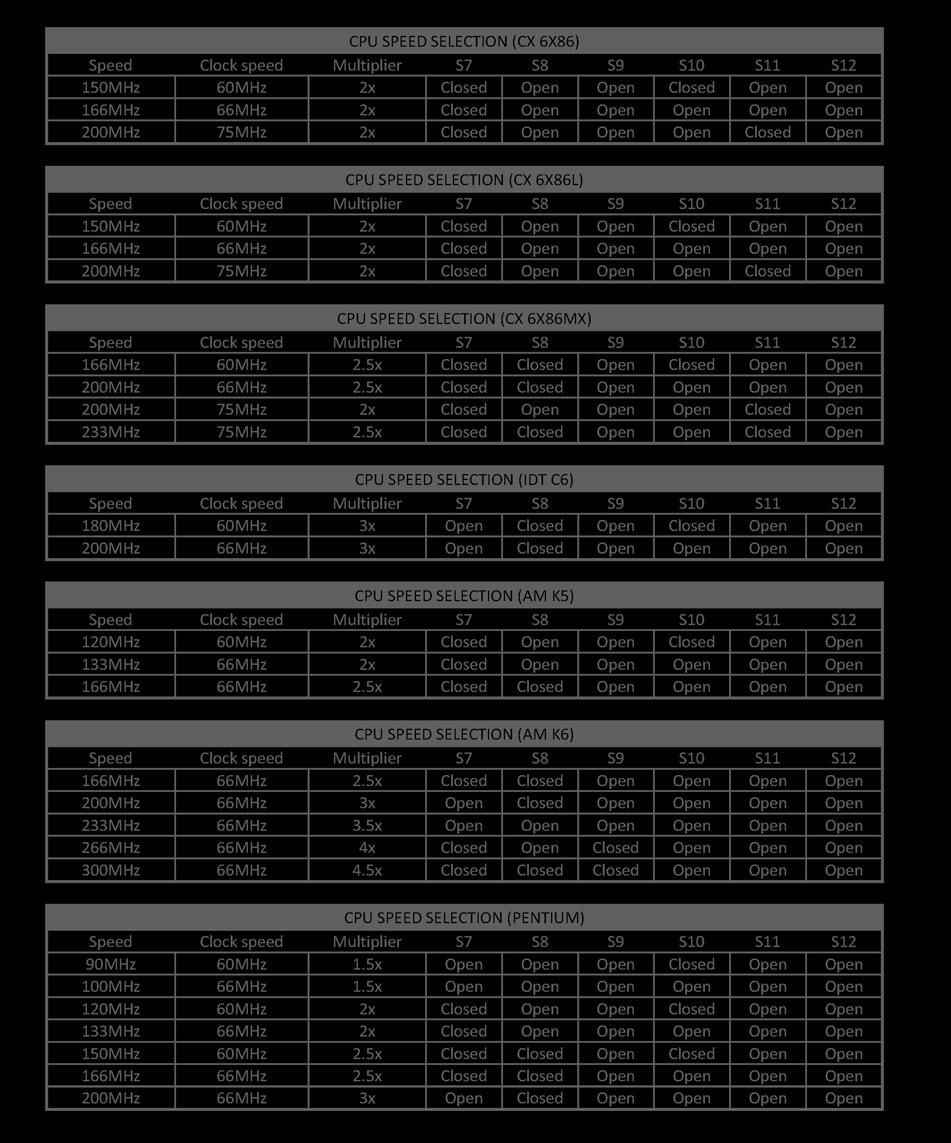 CPU SPEED SELECTION (CX 6X86)
Speed Clock speed Multiplier S7 S8 S9 S10 S11 S12
150MHz 60MHz 2x Closed Open Open Closed Open Open
166MHz 66MHz 2x Closed Open Open Open Open Open
200MHz 75MHz 2x Closed Open Open Open Closed Open
CPU SPEED SELECTION (CX 6X86L)
Speed Clock speed Multiplier S7 S8 S9 S10 S11 S12
150MHz 60MHz 2x Closed Open Open Closed Open Open
166MHz 66MHz 2x Closed Open Open Open Open Open
200MHz 75MHz 2x Closed Open Open Open Closed Open
CPU SPEED SELECTION (CX 6X86MX)
Speed Clock speed Multiplier S7 S8 S9 S10 S11 S12
166MHz 60MHz 2.5x Closed Closed Open Closed Open Open
200MHz 66MHz 2.5x Closed Closed Open Open Open Open
200MHz 75MHz 2x Closed Open Open Open Closed Open
233MHz 75MHz 2.5x Closed Closed Open Open Closed Open
CPU SPEED SELECTION (IDT C6)
Speed Clock speed Multiplier S7 S8 S9 S10 S11 S12
180MHz 60MHz 3x Open Closed Open Closed Open Open
200MHz 66MHz 3x Open Closed Open Open Open Open
CPU SPEED SELECTION (AM K5)
Speed Clock speed Multiplier S7 S8 S9 S10 S11 S12
120MHz 60MHz 2x Closed Open Open Closed Open Open
133MHz 66MHz 2x Closed Open Open Open Open Open
166MHz 66MHz 2.5x Closed Closed Open Open Open Open
CPU SPEED SELECTION (AM K6)
Speed Clock speed Multiplier S7 S8 S9 S10 S11 S12
166MHz 66MHz 2.5x Closed Closed Open Open Open Open
200MHz 66MHz 3x Open Closed Open Open Open Open
233MHz 66MHz 3.5x Open Open Open Open Open Open
266MHz 66MHz 4x Closed Open Closed Open Open Open
300MHz 66MHz 4.5x Closed Closed Closed Open Open Open
CPU SPEED SELECTION (PENTIUM)
Speed Clock speed Multiplier S7 S8 S9 S10 S11 S12
90MHz 60MHz 1.5x Open Open Open Closed Open Open
100MHz 66MHz 1.5x Open Open Open Open Open Open
120MHz 60MHz 2x Closed Open Open Closed Open Open
133MHz 66MHz 2x Closed Open Open Open Open Open
150MHz 60MHz 2.5x Closed Closed Open Closed Open Open
166MHz 66MHz 2.5x Closed Closed Open Open Open Open
200MHz 66MHz 3x Open Closed Open Open Open Open